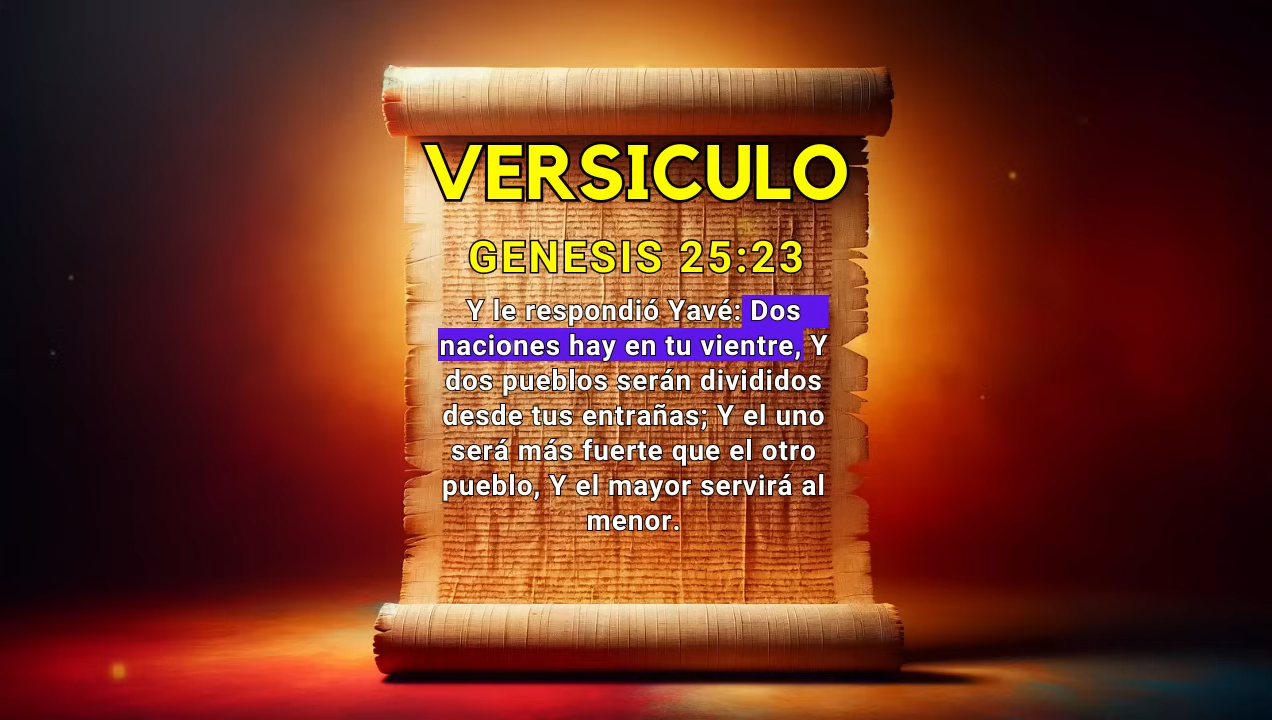 VERSICULO
GENESIS 25:23
Y le respondió Yavé: Dos
naciones hay en tu vientre, Y
dos pueblos serán divididos
desde tus entrañas; Y el uno
será más fuerte que el otro
pueblo, Y el mayor servirá al
menor.